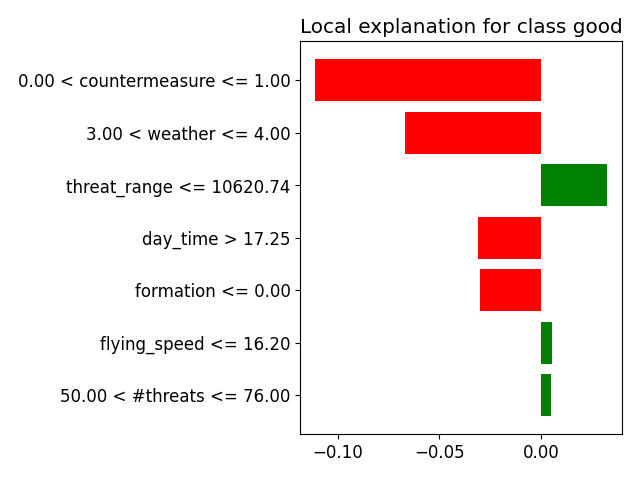 Local explanation for class good
0.00 < countermeasure <= 1.00
3.00 < weather <= 4.00
threat_range <= 10620.74
day_time > 17.25
formation <= 0.00
flying_speed <= 16.20
50.00 < #threats <= 76.00
−0.10 −0.05 0.00